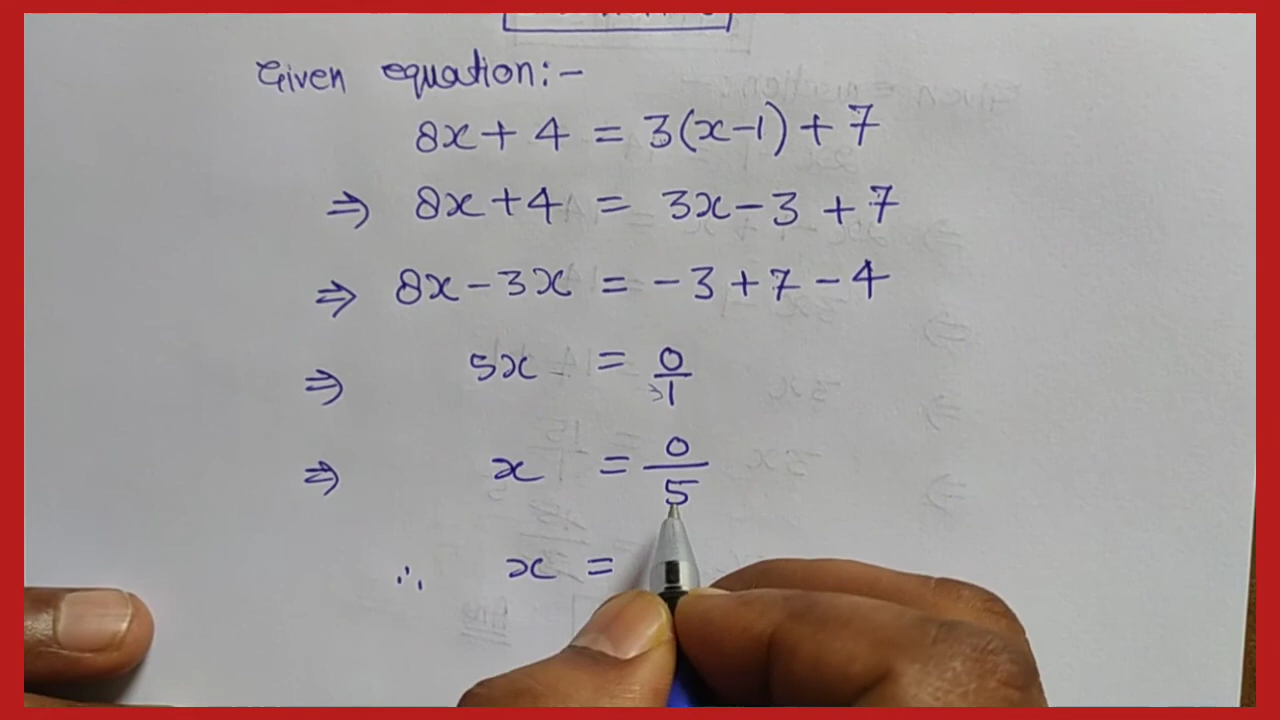 Given equation:-
8x + 4 = 3(x-1) + 7
⇒ 8x + 4 = 3x - 3 + 7
⇒ 8x - 3x = -3 + 7 - 4
⇒ 5x = 0/1
⇒ x = 0/5
∴ x =